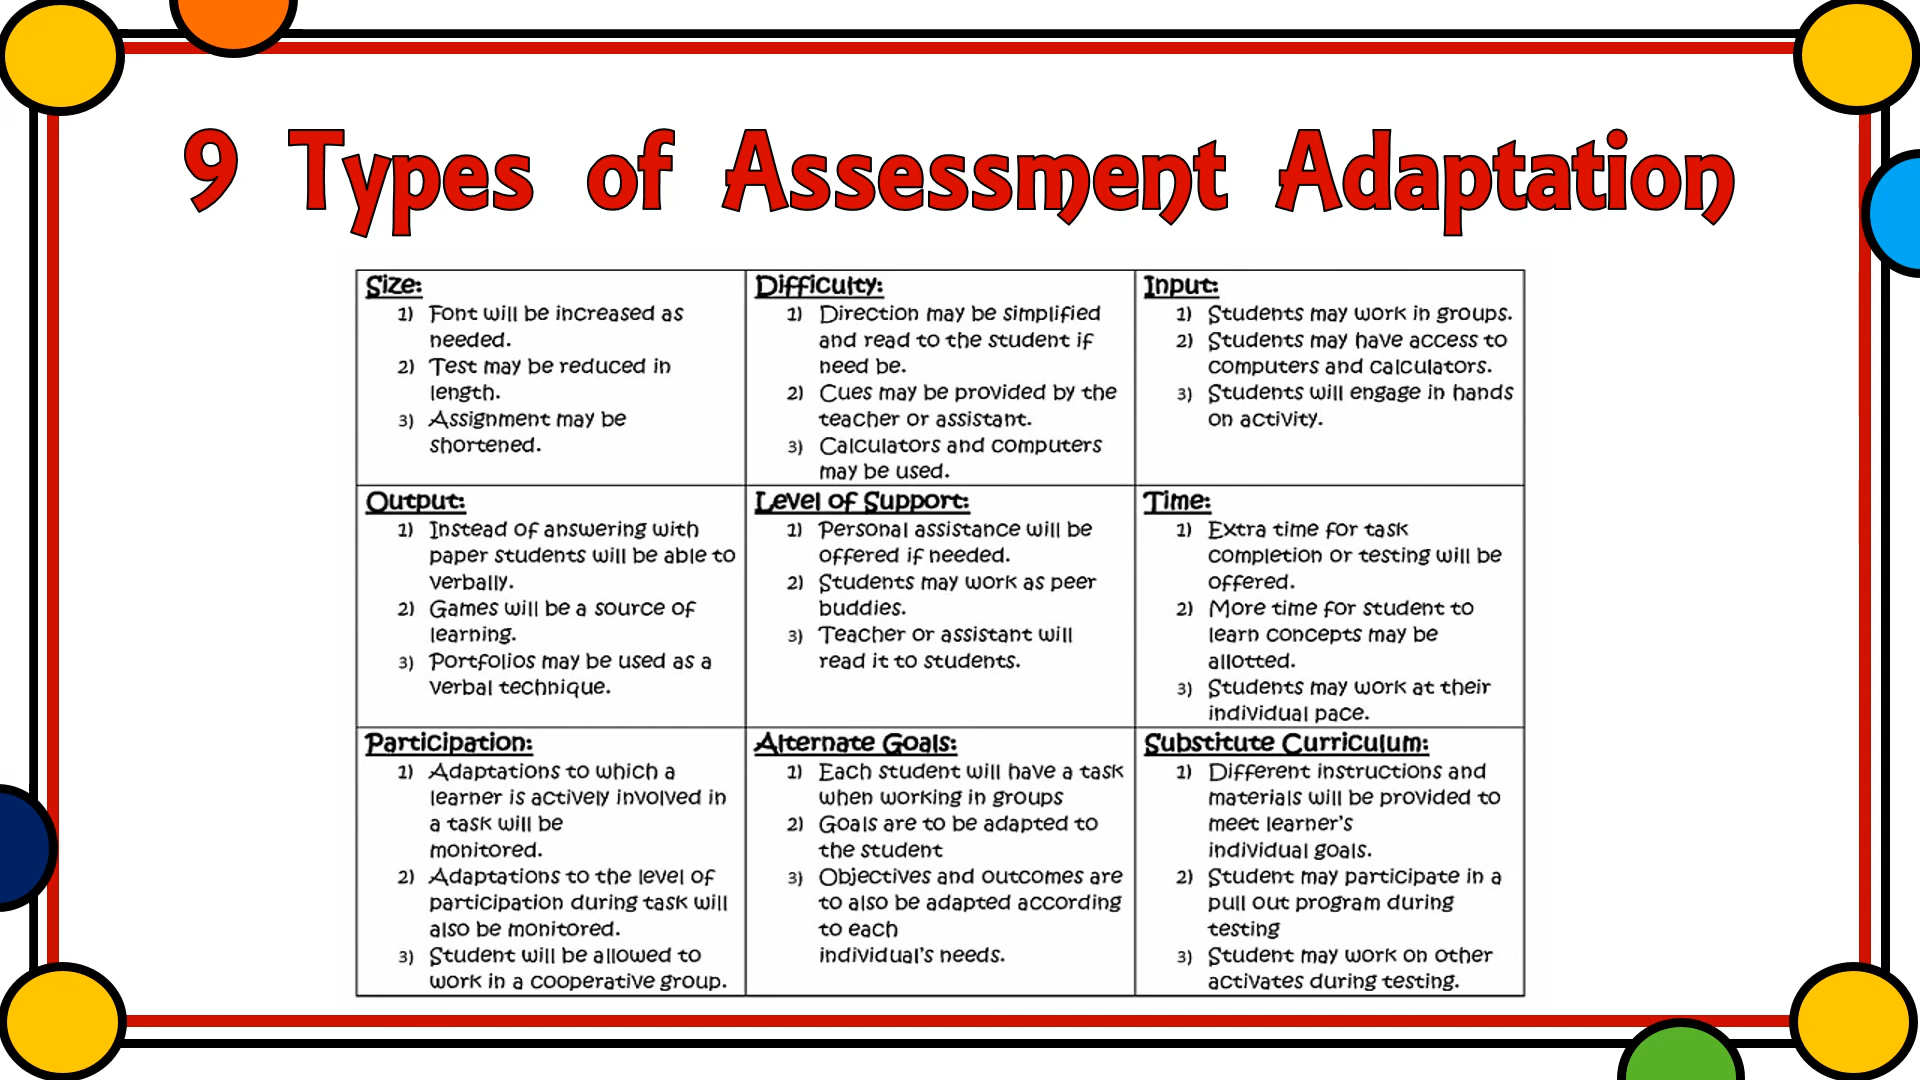 9 Types of Assessment Adaptation
Size:
1) Font will be increased as
needed.
2) Test may be reduced in
length.
3) Assignment may be
shortened.
Difficulty:
1) Direction may be simplified
and read to the student if
need be.
2) Cues may be provided by the
teacher or assistant.
3) Calculators and computers
may be used.
Input:
1) Students may work in groups.
2) Students may have access to
computers and calculators.
3) Students will engage in hands
on activity.
Output:
1) Instead of answering with
paper students will be able to
verbally.
2) Games will be a source of
learning.
3) Portfolios may be used as a
verbal technique.
Level of Support:
1) Personal assistance will be
offered if needed.
2) Students may work as peer
buddies.
3) Teacher or assistant will
read it to students.
Time:
1) Extra time for task
completion or testing will be
offered.
2) More time for student to
learn concepts may be
allotted.
3) Students may work at their
individual pace.
Participation:
1) Adaptations to which a
learner is actively involved in
a task will be
monitored.
2) Adaptations to the level of
participation during task will
also be monitored.
3) Student will be allowed to
work in a cooperative group.
Alternate Goals:
1) Each student will have a task
when working in groups
2) Goals are to be adapted to
the student
3) Objectives and outcomes are
to also be adapted according
to each
individual's needs.
Substitute Curriculum:
1) Different instructions and
materials will be provided to
meet learner's
individual goals.
2) Student may participate in a
pull out program during
testing
3) Student may work on other
activates during testing.